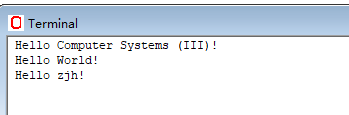 Terminal
Hello Computer Systems (III)!
Hello World!
Hello zjh!